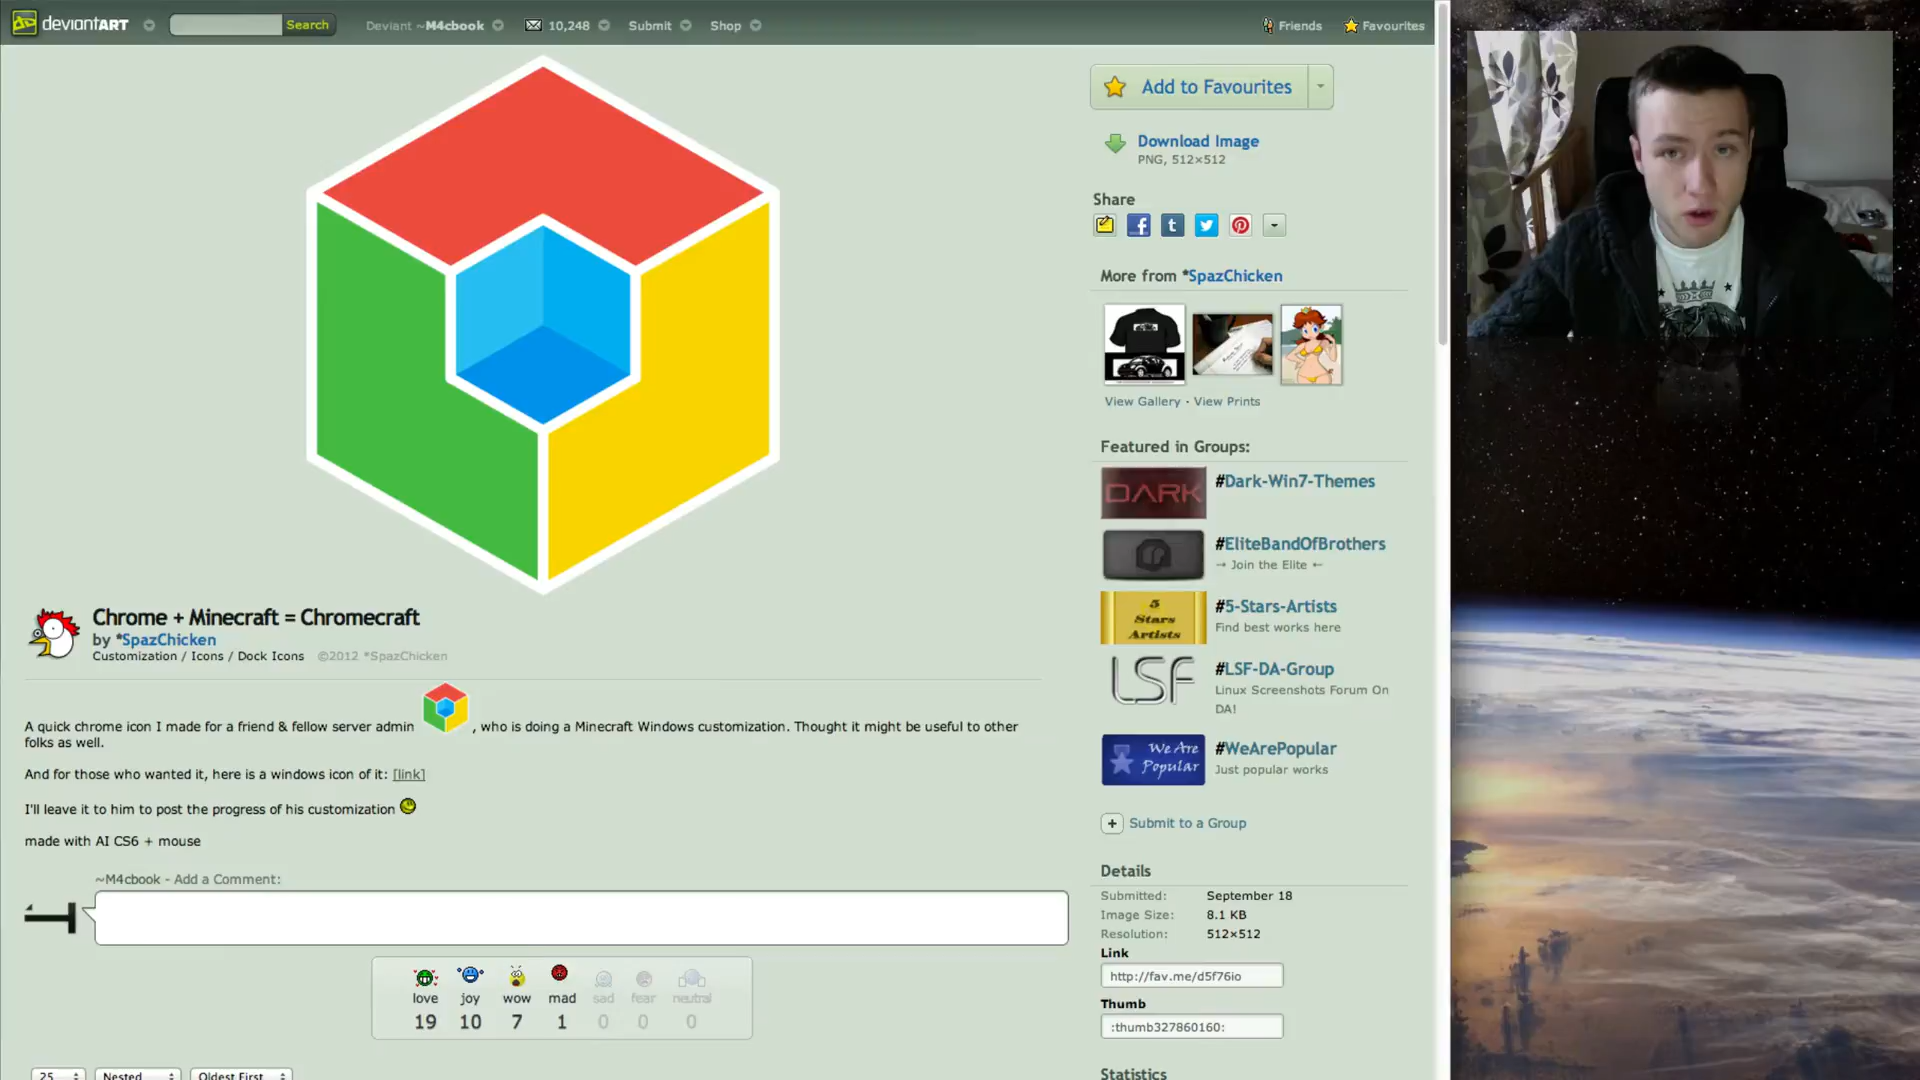 deviantART
Search
Deviant ~M4cbook
10,248
Submit
Shop
Friends
Favourites
Add to Favourites
Download Image
PNG, 512×512
Share
More from *SpazChicken
View Gallery · View Prints
Featured in Groups:
DARK
#Dark-Win7-Themes
#EliteBandOfBrothers
→ Join the Elite ←
5
Stars
Artists
#5-Stars-Artists
Find best works here
LSF
#LSF-DA-Group
Linux Screenshots Forum On
DA!
We Are
Popular
#WeArePopular
Just popular works
+ Submit to a Group
Details
Submitted: September 18
Image Size: 8.1 KB
Resolution: 512×512
Link
http://fav.me/d5f76io
Thumb
:thumb327860160:
Statistics
Chrome + Minecraft = Chromecraft
by *SpazChicken
Customization / Icons / Dock Icons ©2012 *SpazChicken
A quick chrome icon I made for a friend & fellow server admin , who is doing a Minecraft Windows customization. Thought it might be useful to other
folks as well.
And for those who wanted it, here is a windows icon of it: [link]
I'll leave it to him to post the progress of his customization
made with AI CS6 + mouse
~M4cbook - Add a Comment:
love joy wow mad sad fear neutral
19 10 7 1 0 0 0
25 Nested Oldest First